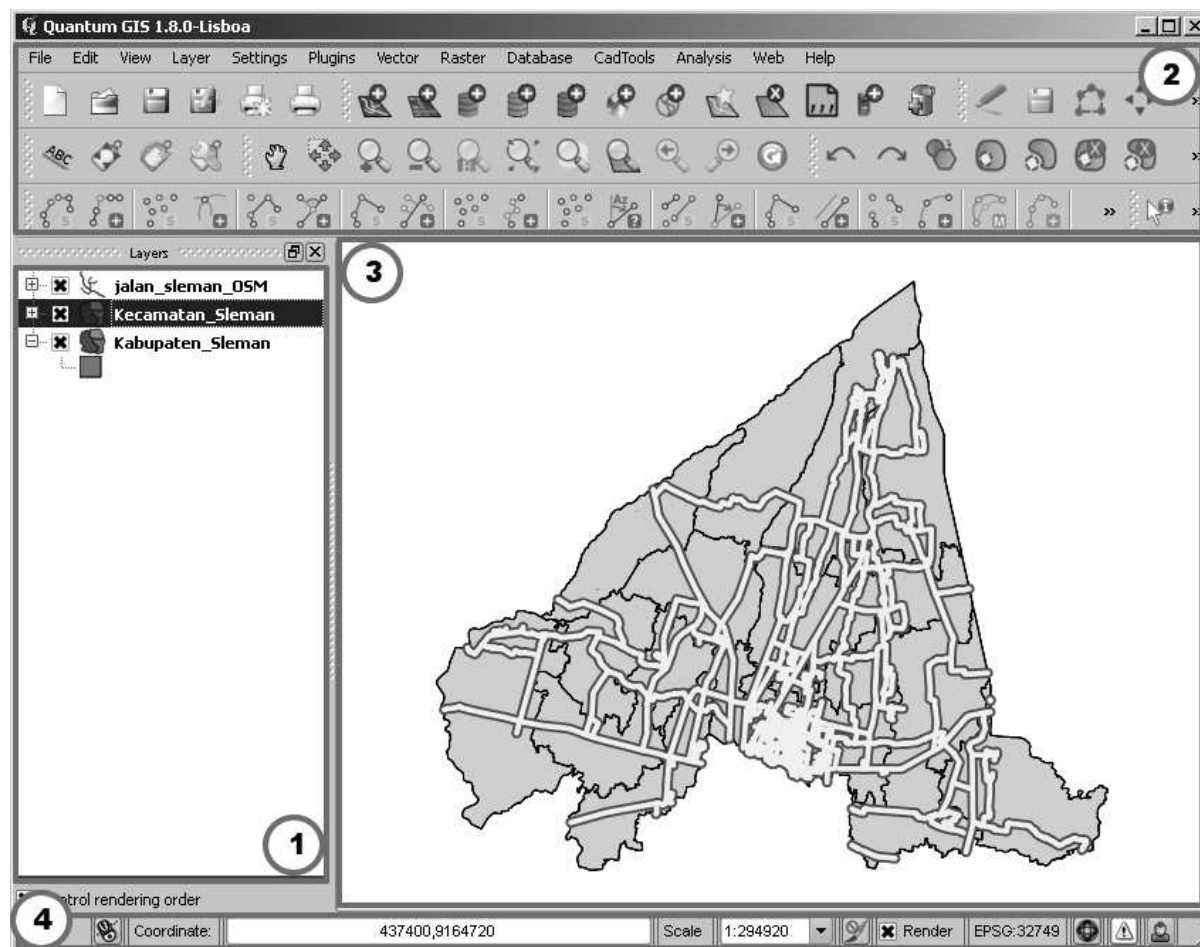 Quantum GIS 1.8.0-Lisboa
File Edit View Layer Settings Plugins Vector Raster Database CadTools Analysis Web Help
2
ABC
Layers
3
jalan_sleman_OSM
Kecamatan_Sleman
Kabupaten_Sleman
1
trol rendering order
4
Coordinate: 437400,9164720 Scale 1:294920 Render EPSG:32749